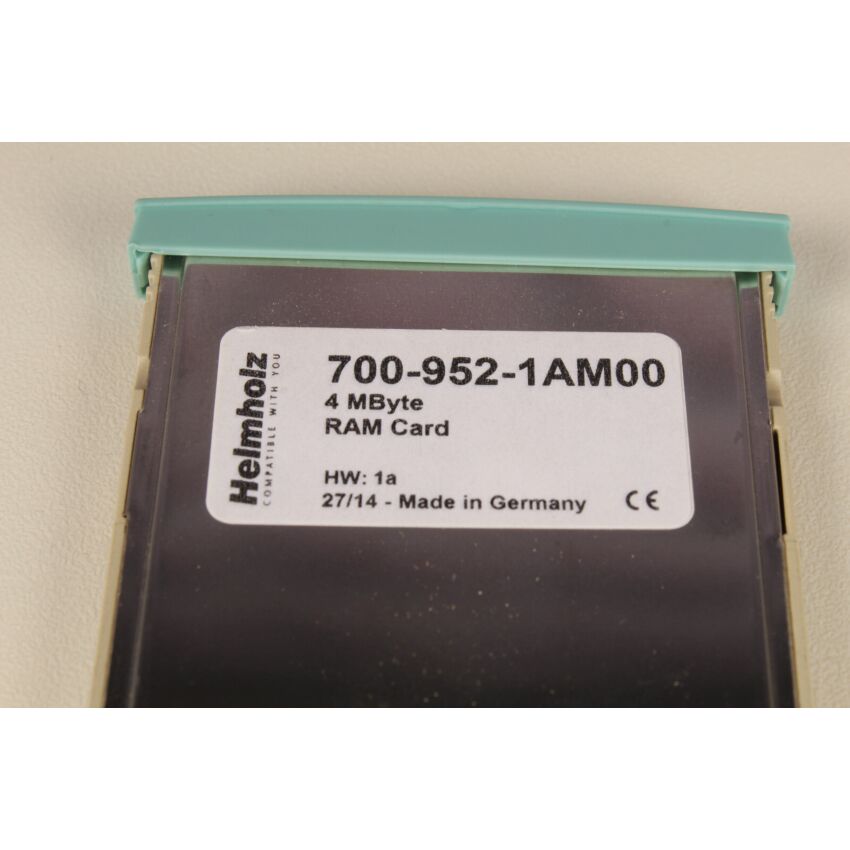 Helmholz
COMPATIBLE WITH YOU
700-952-1AM00
4 MByte
RAM Card
HW: 1a
27/14 - Made in Germany CE